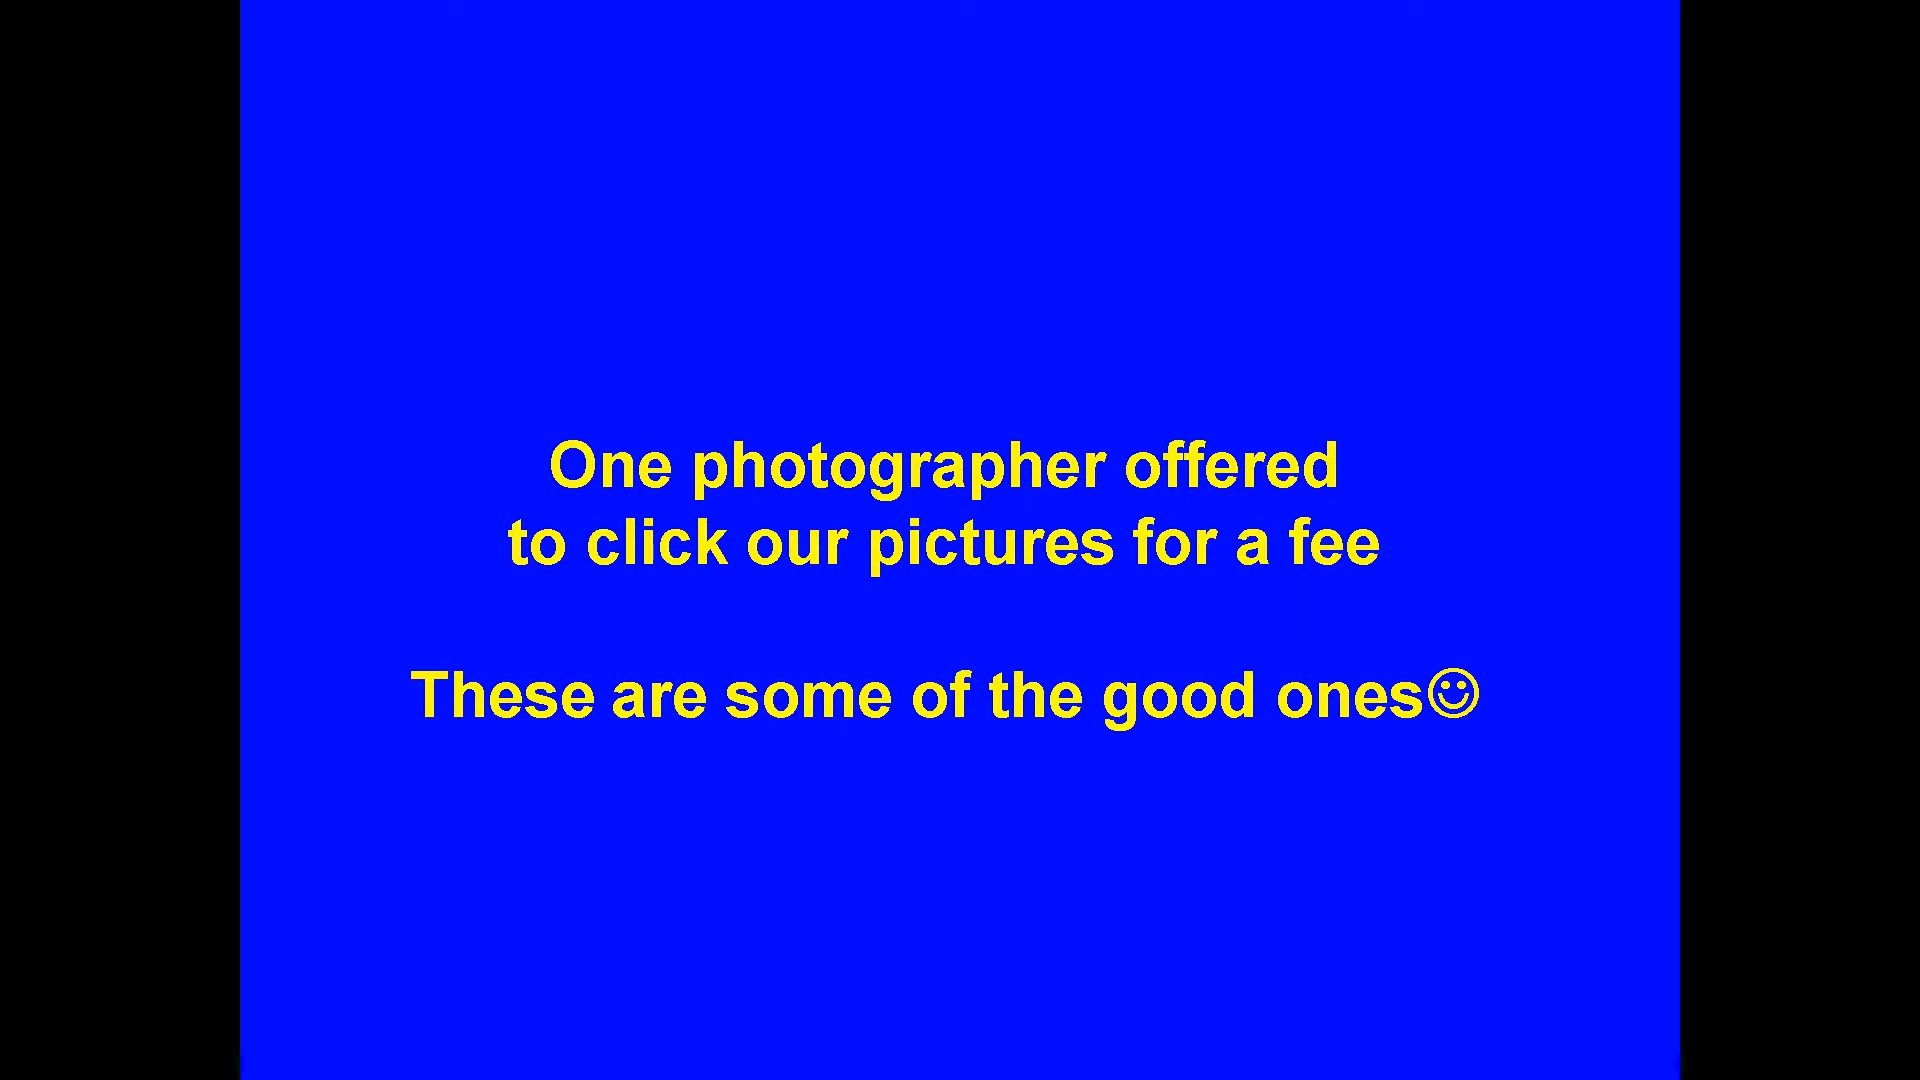 One photographer offered
to click our pictures for a fee
These are some of the good ones☺